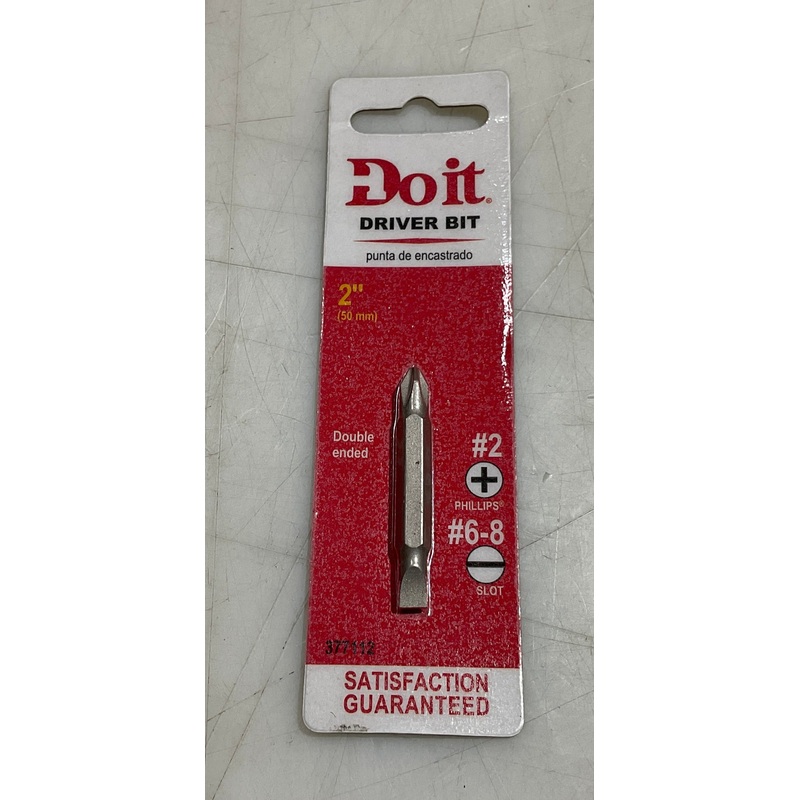 Do it®
DRIVER BIT
punta de encastrado
2"
(50 mm)
Double
ended
#2
PHILLIPS®
#6-8
SLOT
377112
SATISFACTION
GUARANTEED